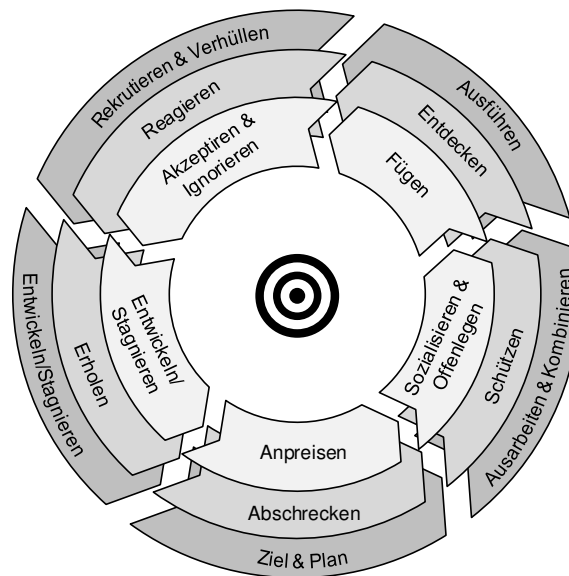 Rekrutieren & Verhüllen
Reagieren
Akzeptiren &
Ignorieren
Ausführen
Entdecken
Fügen
Ausarbeiten & Kombinieren
Schützen
Sozialisieren &
Offenlegen
Anpreisen
Abschrecken
Ziel & Plan
Entwickeln/Stagnieren
Erholen
Entwickeln/
Stagnieren